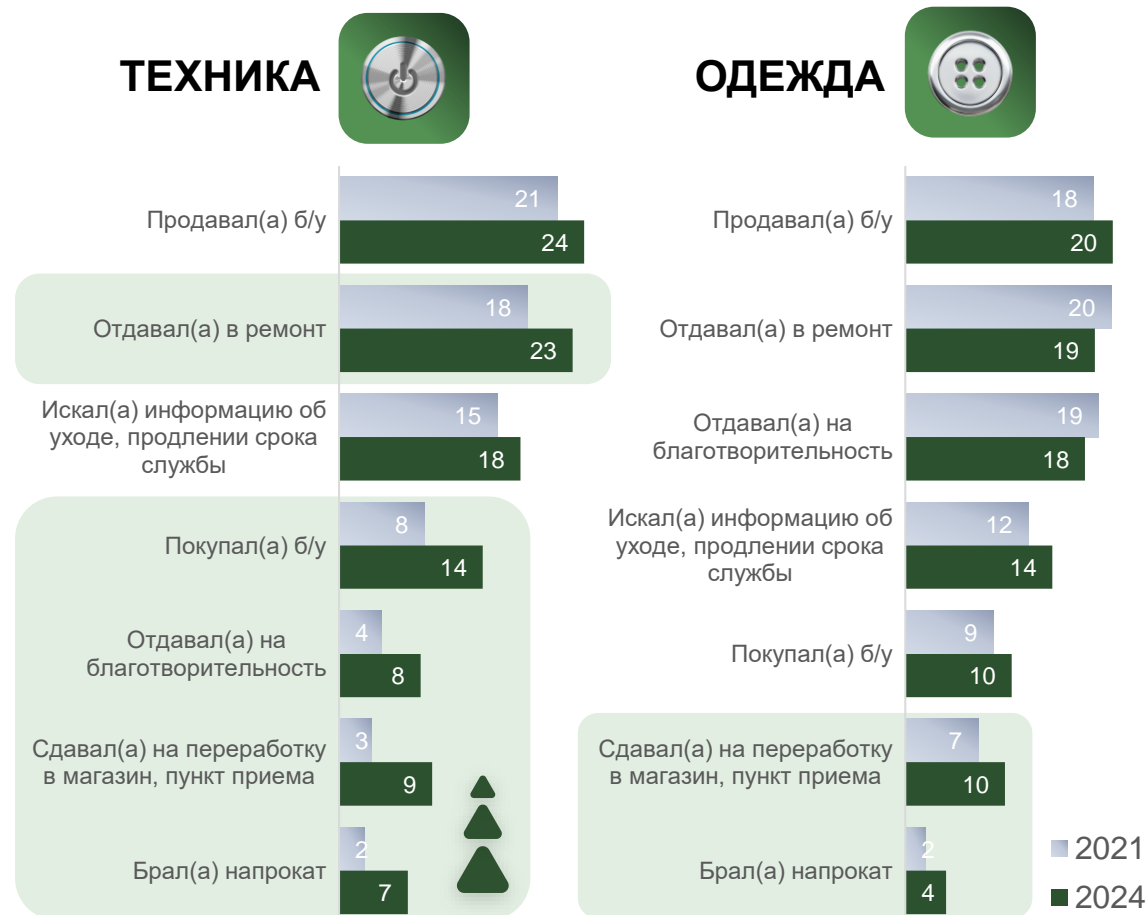 ТЕХНИКА
Продавал(а) б/у
21
24
Отдавал(а) в ремонт
18
23
Искал(а) информацию об
уходе, продлении срока
службы
15
18
Покупал(а) б/у
8
14
Отдавал(а) на
благотворительность
4
8
Сдавал(а) на переработку
в магазин, пункт приема
3
9
Брал(а) напрокат
2
7
ОДЕЖДА
Продавал(а) б/у
18
20
Отдавал(а) в ремонт
20
19
Отдавал(а) на
благотворительность
19
18
Искал(а) информацию об
уходе, продлении срока
службы
12
14
Покупал(а) б/у
9
10
Сдавал(а) на переработку
в магазин, пункт приема
7
10
Брал(а) напрокат
2
4
2021
2024